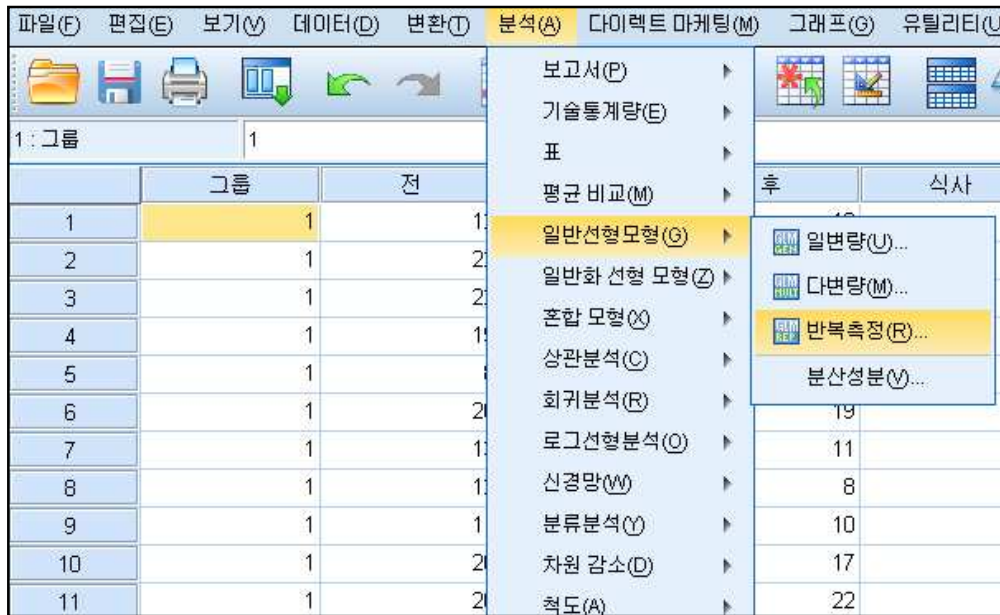 파일(F) 편집(E) 보기(V) 데이터(D) 변환(T) 분석(A) 다이렉트 마케팅(M) 그래프(G) 유틸리티(U
1 : 그룹 1
그룹 전 후 식사
보고서(P)
기술통계량(E)
표
평균 비교(M)
일반선형모형(G)
일반화 선형 모형(Z)
혼합 모형(X)
상관분석(C)
회귀분석(R)
로그선형분석(O)
신경망(W)
분류분석(Y)
차원 감소(D)
척도(A)
일변량(U)...
다변량(M)...
반복측정(R)...
분산성분(V)...
1 1
2 1
3 1
4 1
5 1
6 1 19
7 1 11
8 1 8
9 1 10
10 1 17
11 1 22